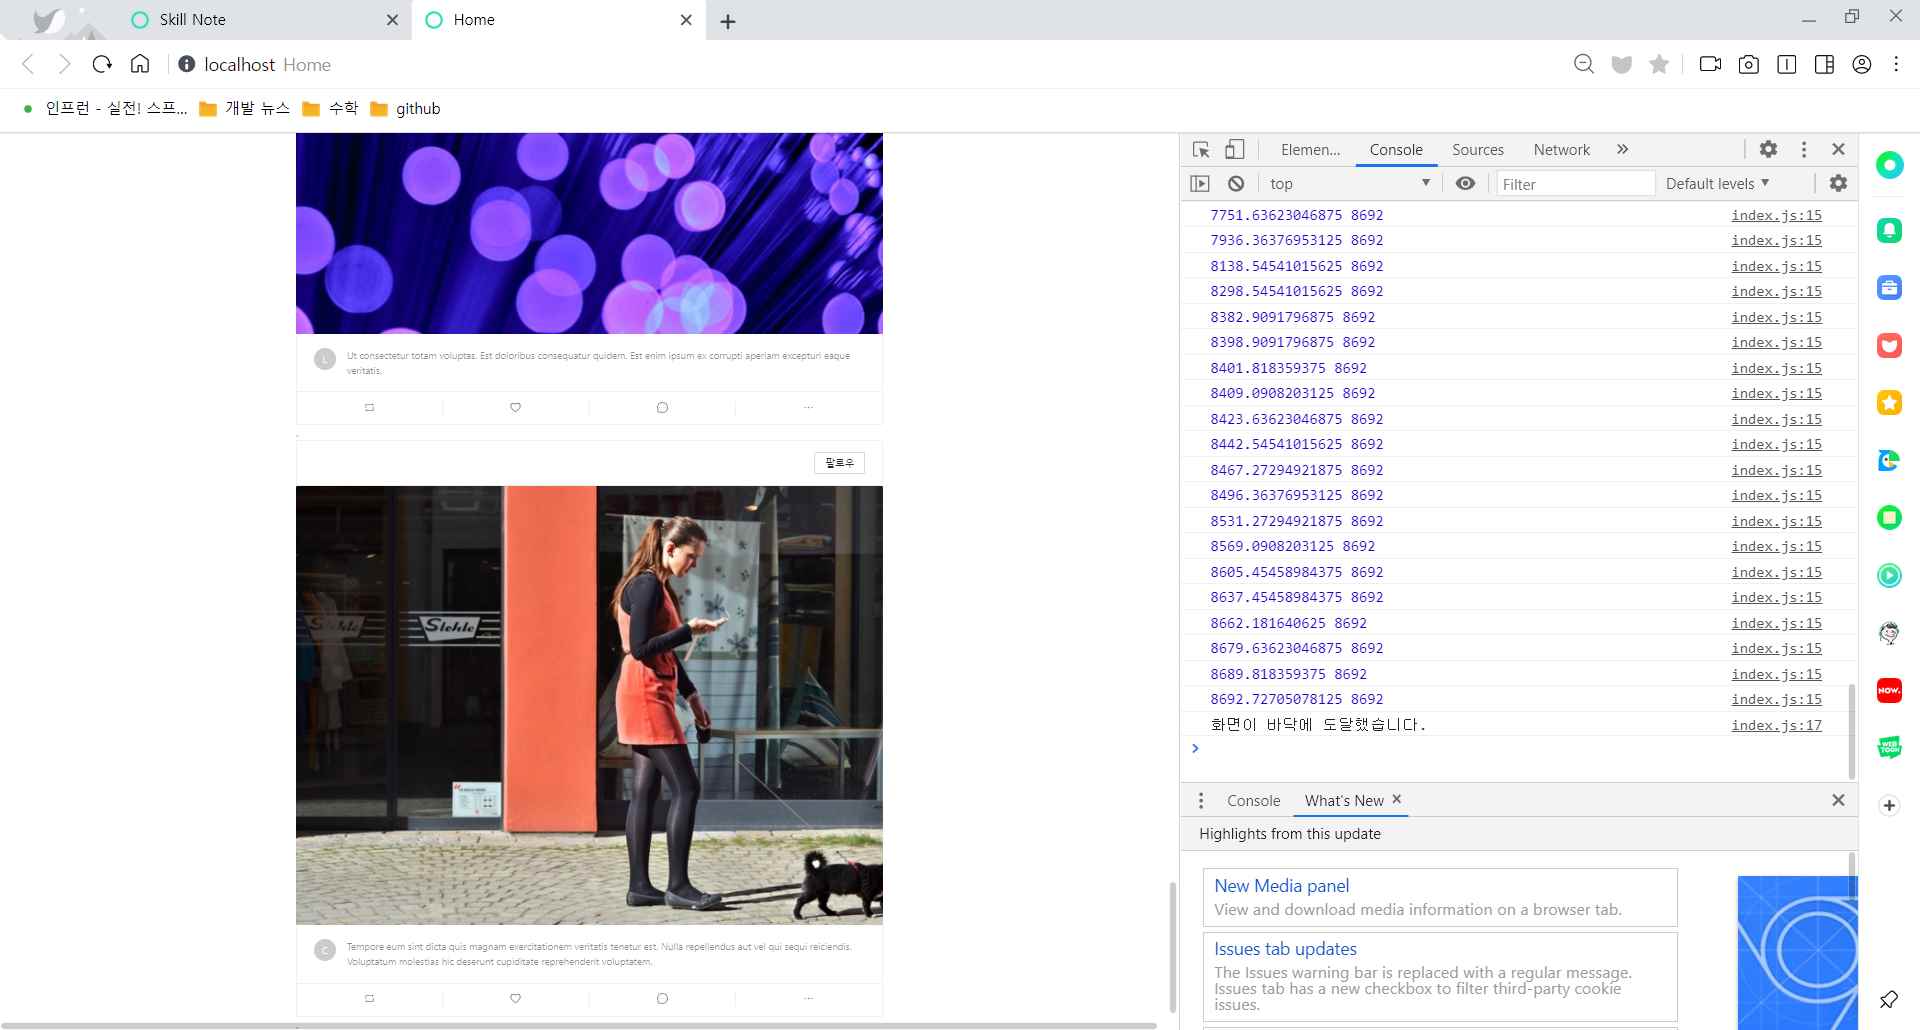 Skill Note
Home
localhost Home
인프런 - 실전! 스프...
개발 뉴스
수학
github
L
Ut consectetur totam voluptas. Est doloribus consequatur quidem. Est enim ipsum ex corrupti aperiam excepturi eaque
veritatis.
팔로우
Stehle
C
Tempore eum sint dicta quis magnam exercitationem veritatis tenetur est. Nulla repellendus aut vel qui sequi reiciendis.
Voluptatum molestias hic deserunt cupiditate reprehenderit voluptatem.
Elemen...
Console
Sources
Network
top
Filter
Default levels
7751.63623046875 8692 index.js:15
7936.36376953125 8692 index.js:15
8138.54541015625 8692 index.js:15
8298.54541015625 8692 index.js:15
8382.9091796875 8692 index.js:15
8398.9091796875 8692 index.js:15
8401.818359375 8692 index.js:15
8409.0908203125 8692 index.js:15
8423.63623046875 8692 index.js:15
8442.54541015625 8692 index.js:15
8467.27294921875 8692 index.js:15
8496.36376953125 8692 index.js:15
8531.27294921875 8692 index.js:15
8569.0908203125 8692 index.js:15
8605.45458984375 8692 index.js:15
8637.45458984375 8692 index.js:15
8662.181640625 8692 index.js:15
8679.63623046875 8692 index.js:15
8689.818359375 8692 index.js:15
8692.72705078125 8692 index.js:15
화면이 바닥에 도달했습니다. index.js:17
Console
What's New
Highlights from this update
New Media panel
View and download media information on a browser tab.
Issues tab updates
The Issues warning bar is replaced with a regular message.
Issues tab has a new checkbox to filter third-party cookie
issues.
NOW.
WEB
TOON